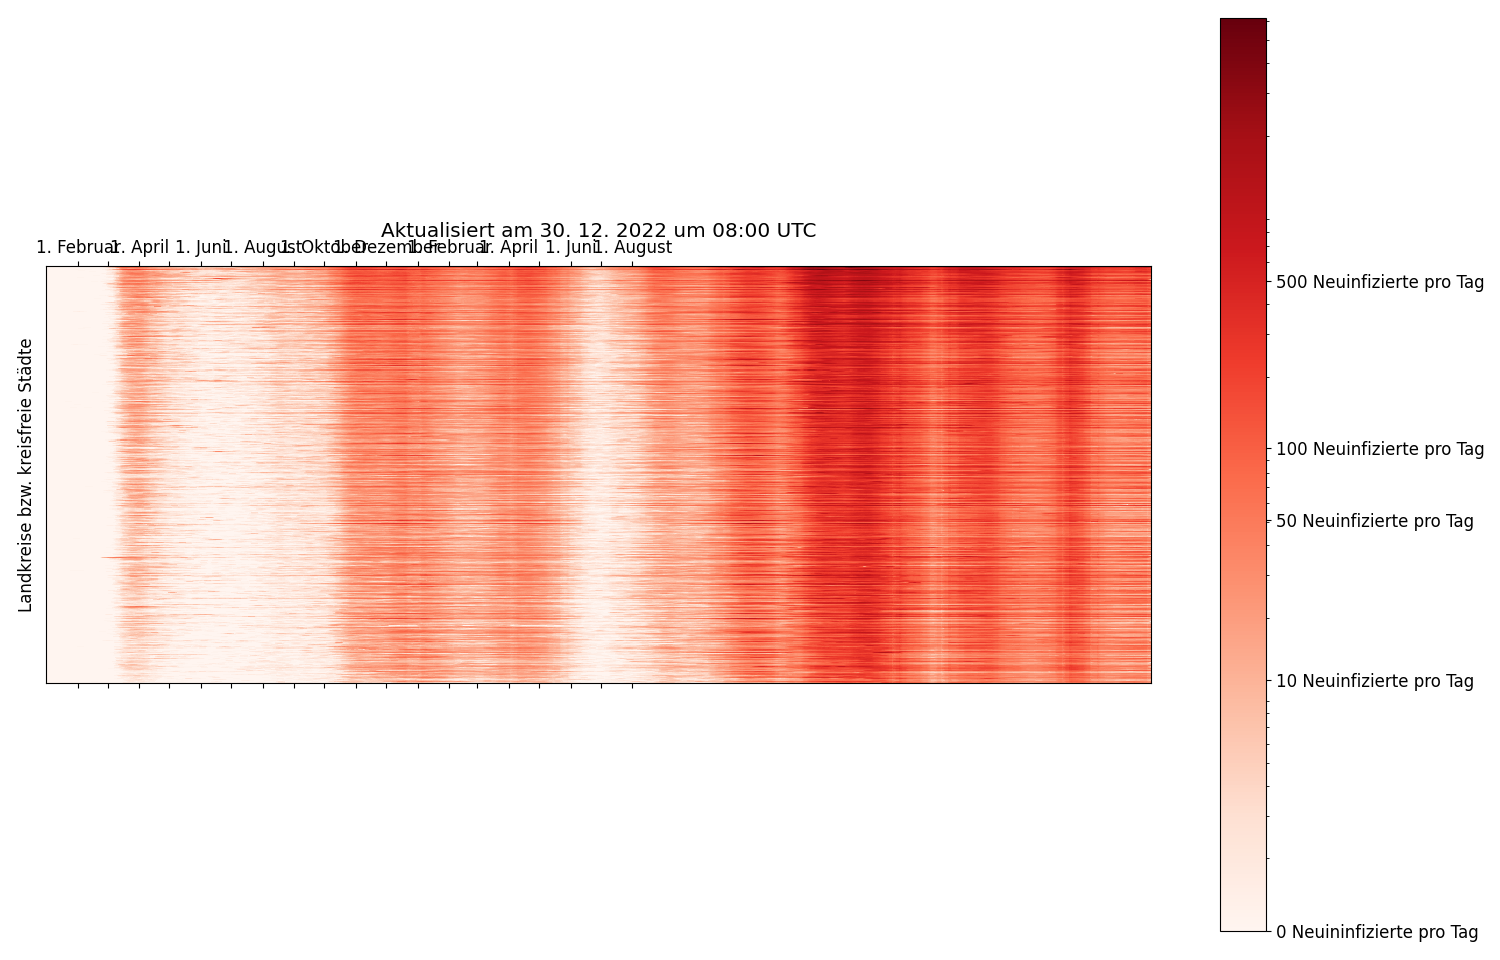 Aktualisiert am 30. 12. 2022 um 08:00 UTC
1. Februar 1. April 1. Juni 1. August 1. Oktober 1. Dezember 1. Februar 1. April 1. Juni 1. August
Landkreise bzw. kreisfreie Städte
500 Neuinfizierte pro Tag
100 Neuinfizierte pro Tag
50 Neuinfizierte pro Tag
10 Neuinfizierte pro Tag
0 Neuininfizierte pro Tag